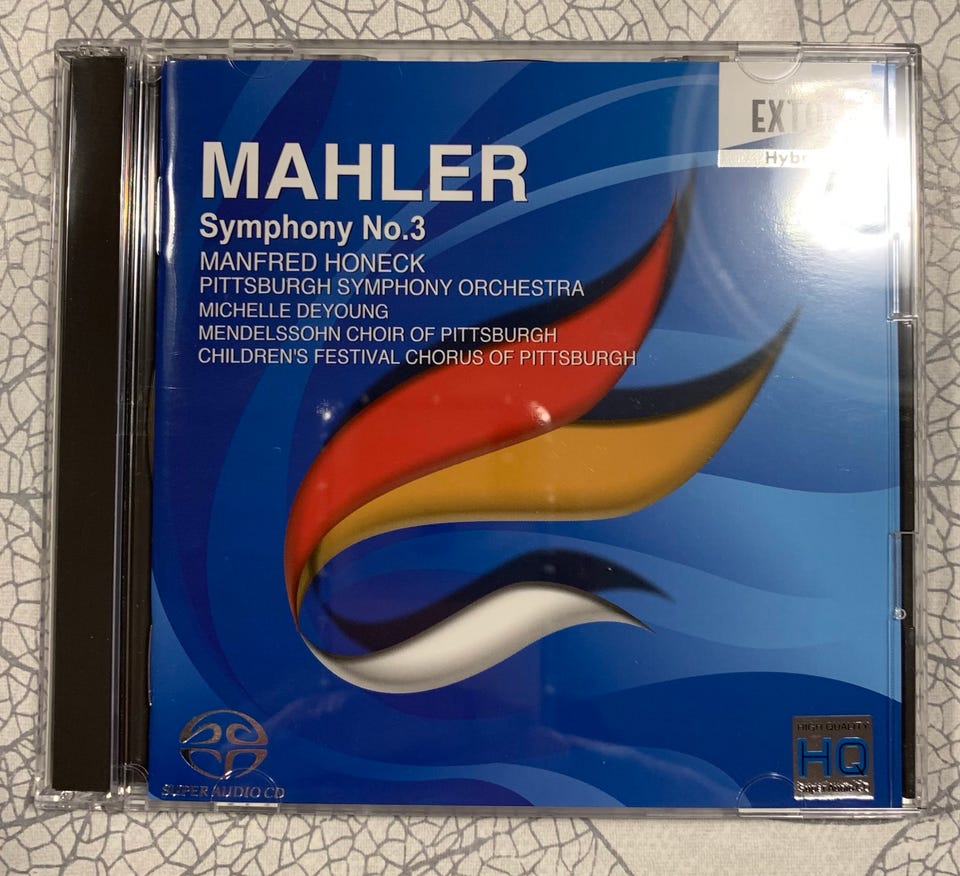 MAHLER
Symphony No.3
MANFRED HONECK
PITTSBURGH SYMPHONY ORCHESTRA
MICHELLE DEYOUNG
MENDELSSOHN CHOIR OF PITTSBURGH
CHILDREN'S FESTIVAL CHORUS OF PITTSBURGH
SUPER AUDIO CD
HIGH QUALITY
HQ